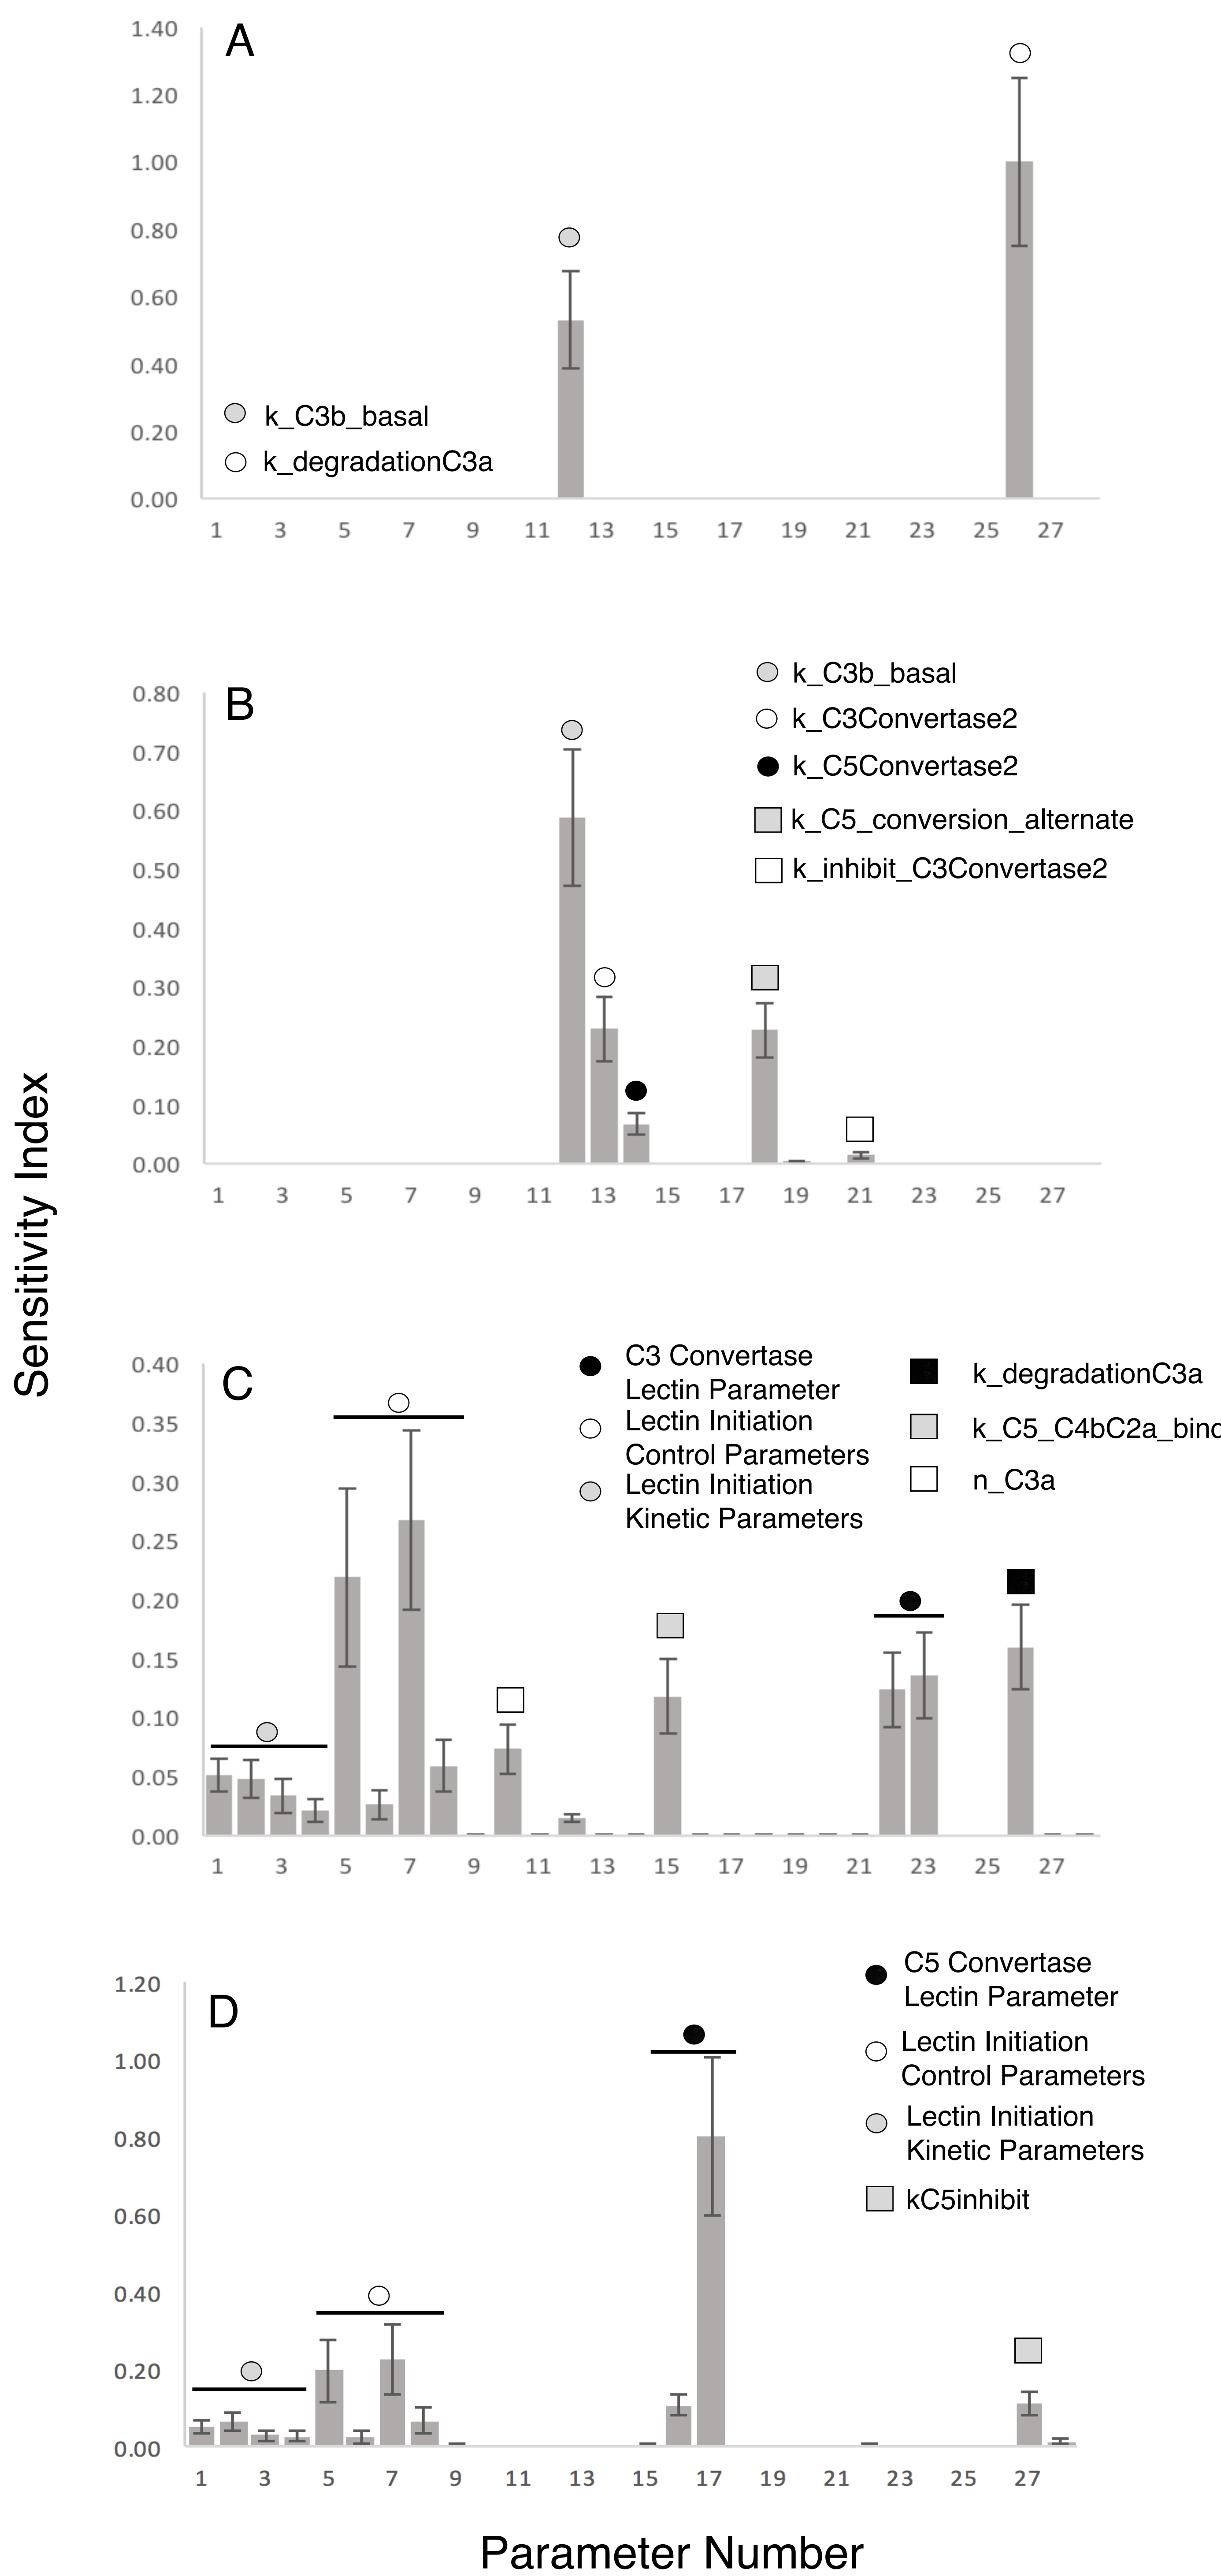 A
1.40
1.20
1.00
0.80
0.60
0.40
0.20
0.00
k_C3b_basal
k_degradationC3a
1 3 5 7 9 11 13 15 17 19 21 23 25 27
B
k_C3b_basal
k_C3Convertase2
k_C5Convertase2
k_C5_conversion_alternate
k_inhibit_C3Convertase2
0.80
0.70
0.60
0.50
0.40
0.30
0.20
0.10
0.00
1 3 5 7 9 11 13 15 17 19 21 23 25 27
Sensitivity Index
C
C3 Convertase
Lectin Parameter
Lectin Initiation
Control Parameters
Lectin Initiation
Kinetic Parameters
k_degradationC3a
k_C5_C4bC2a_bind
n_C3a
0.40
0.35
0.30
0.25
0.20
0.15
0.10
0.05
0.00
1 3 5 7 9 11 13 15 17 19 21 23 25 27
D
C5 Convertase
Lectin Parameter
Lectin Initiation
Control Parameters
Lectin Initiation
Kinetic Parameters
kC5inhibit
1.20
1.00
0.80
0.60
0.40
0.20
0.00
1 3 5 7 9 11 13 15 17 19 21 23 25 27
Parameter Number